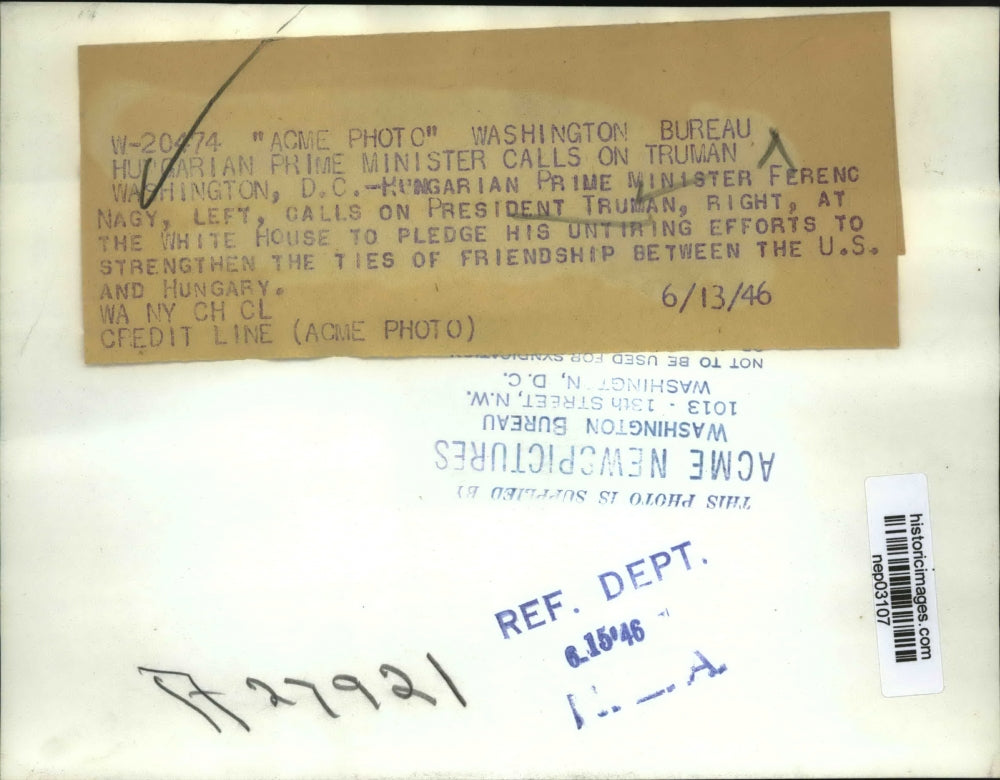 W-20474 "ACME PHOTO" WASHINGTON BUREAU
HUNGARIAN PRIME MINISTER CALLS ON TRUMAN
WASHINGTON, D.C.-HUNGARIAN PRIME MINISTER FERENC
NAGY, LEFT, CALLS ON PRESIDENT TRUMAN, RIGHT, AT
THE WHITE HOUSE TO PLEDGE HIS UNTIRING EFFORTS TO
STRENGTHEN THE TIES OF FRIENDSHIP BETWEEN THE U.S.
AND HUNGARY.
6/13/46
WA NY CH CL
CREDIT LINE (ACME PHOTO)
THIS PHOTO IS SUPPLIED BY
ACME NEWSPICTURES
WASHINGTON BUREAU
1013 - 13th STREET, N.W.
WASHINGTON, D.C.
NOT TO BE USED FOR SYNDICATION
historicimages.com
nep03107
REF. DEPT.
6.15'46
27921